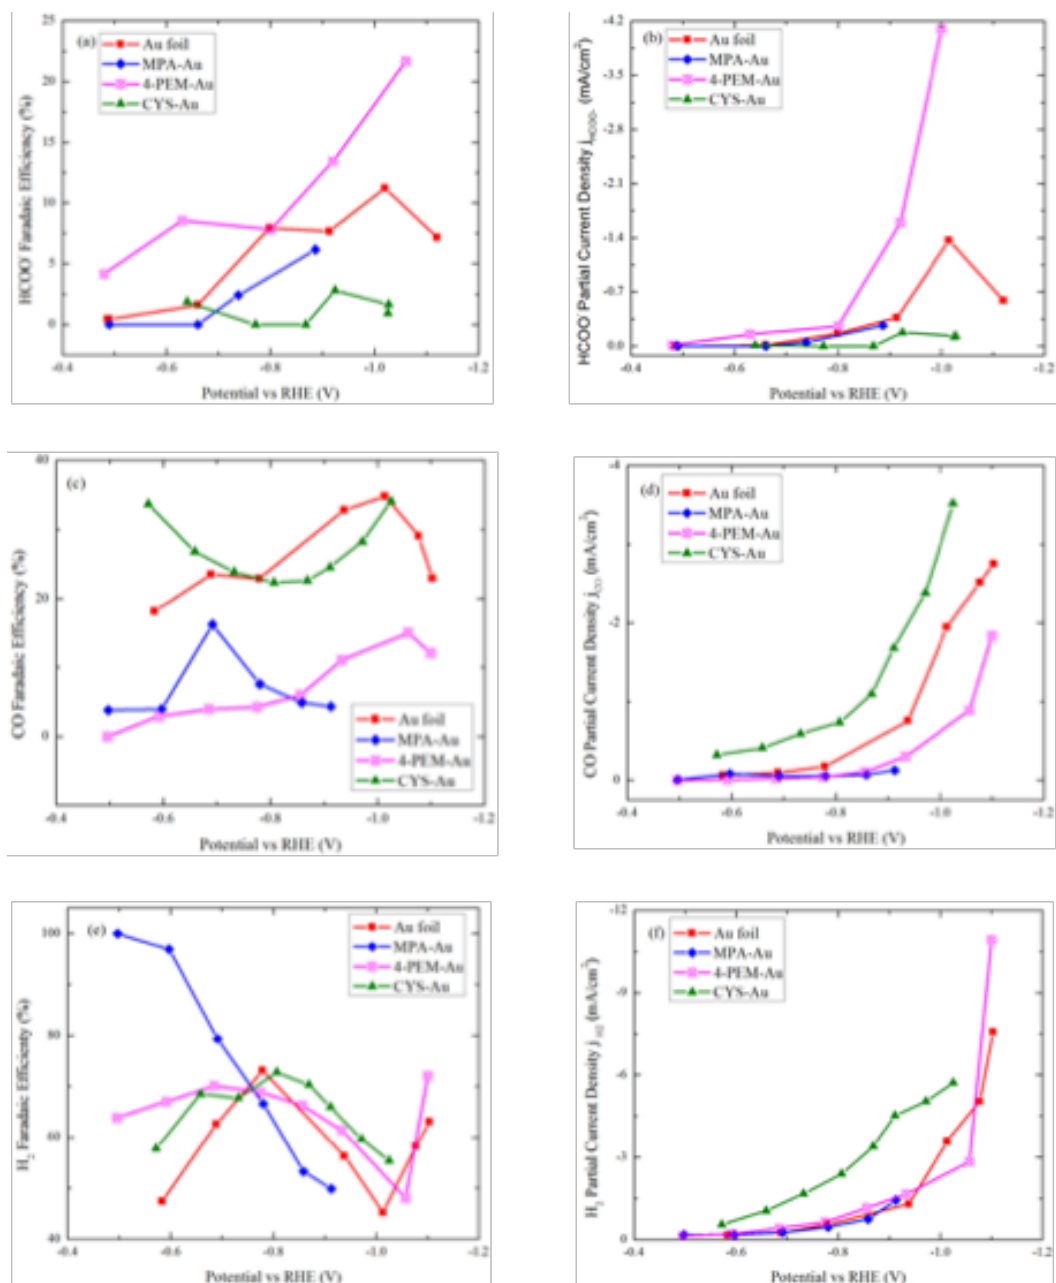 (a)
Au foil
MPA-Au
4-PEM-Au
CYS-Au
HCOO⁻ Faradaic Efficiency (%)
25
20
15
10
5
0
-0.4
-0.6
-0.8
-1.0
-1.2
Potential vs RHE (V)
(b)
Au foil
MPA-Au
4-PEM-Au
CYS-Au
HCOO⁻ Partial Current Density j HCOO- (mA/cm²)
-4.2
-3.5
-2.8
-2.1
-1.4
-0.7
0.0
-0.4
-0.6
-0.8
-1.0
-1.2
Potential vs RHE (V)
(c)
Au foil
MPA-Au
4-PEM-Au
CYS-Au
CO Faradaic Efficiency (%)
40
20
0
-0.4
-0.6
-0.8
-1.0
-1.2
Potential vs RHE (V)
(d)
Au foil
MPA-Au
4-PEM-Au
CYS-Au
CO Partial Current Density j CO (mA/cm²)
-4
-2
0
-0.4
-0.6
-0.8
-1.0
-1.2
Potential vs RHE (V)
(e)
Au foil
MPA-Au
4-PEM-Au
CYS-Au
H₂ Faradaic Efficienty (%)
100
80
60
40
-0.4
-0.6
-0.8
-1.0
-1.2
Potential vs RHE (V)
(f)
Au foil
MPA-Au
4-PEM-Au
CYS-Au
H₂ Partial Current Density j H2 (mA/cm²)
-12
-9
-6
-3
0
-0.4
-0.6
-0.8
-1.0
-1.2
Potential vs RHE (V)